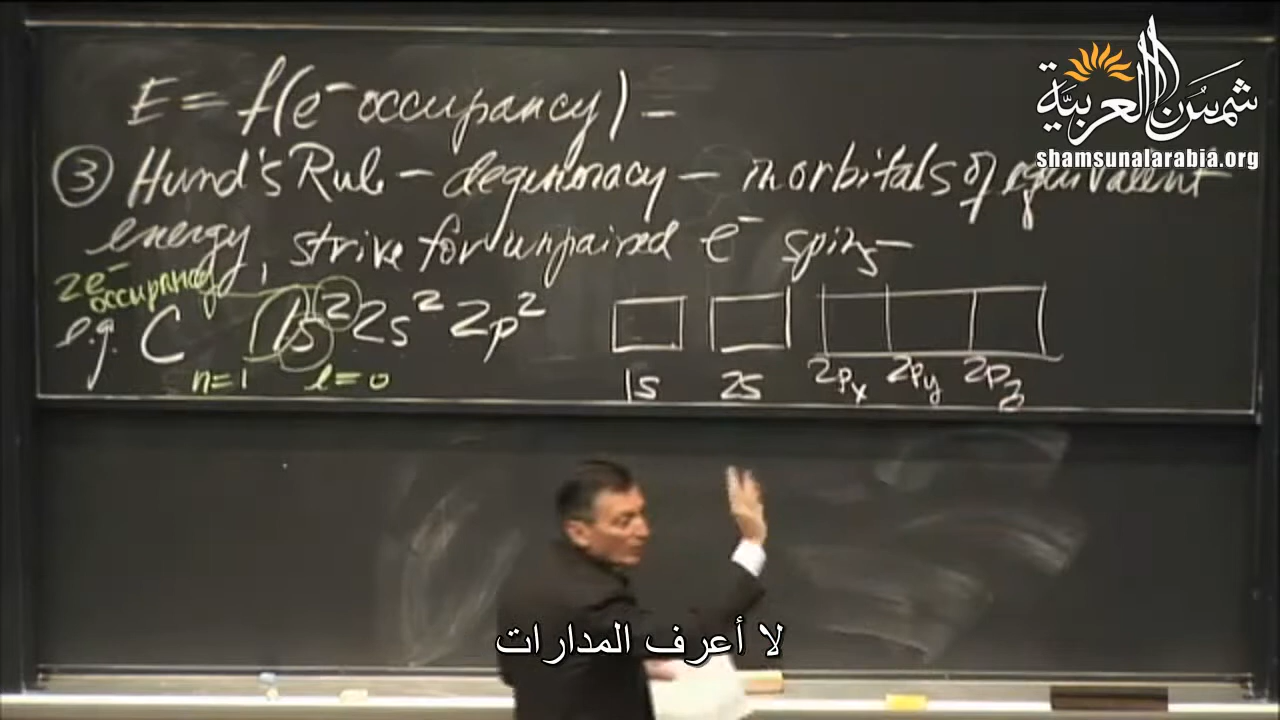 شمس العربية
shamsunalarabia.org
E = f(e⁻ occupancy) –
③ Hund's Rule – degeneracy – in orbitals of equivalent
energy, strive for unpaired e⁻ spins –
2e⁻ occupancy
e.g. C 1s² 2s² 2p²
n=1 l=0
1s 2s 2px 2py 2pz
لا أعرف المدارات